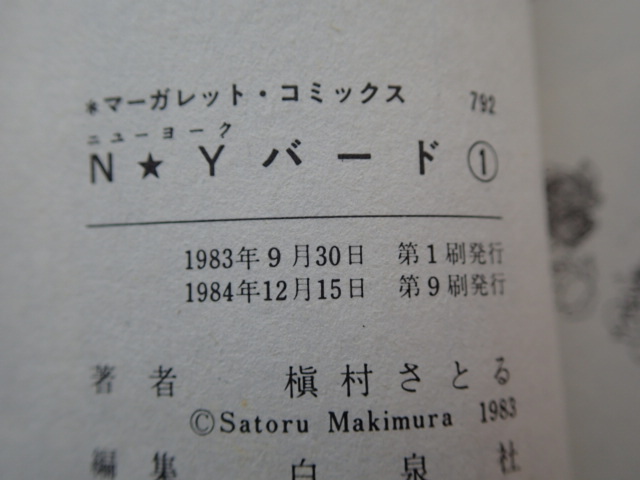 *マーガレット・コミックス 792
ニューヨーク
N★Yバード①
1983年9月30日 第1刷発行
1984年12月15日 第9刷発行
著者 槇村さとる
©Satoru Makimura 1983
編集 白泉社